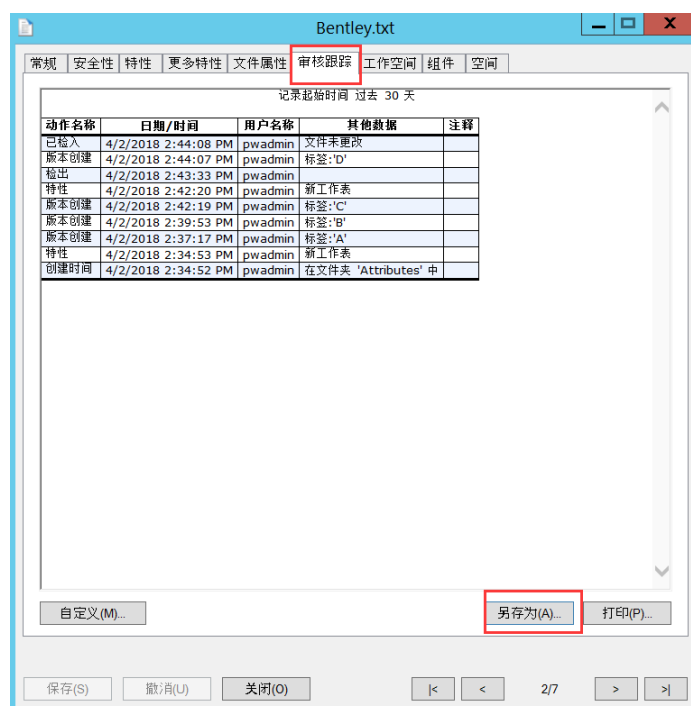 Bentley.txt
常规 安全性 特性 更多特性 文件属性 审核跟踪 工作空间 组件 空间
记录起始时间 过去 30 天
动作名称 日期/时间 用户名称 其他数据 注释
已检入 4/2/2018 2:44:08 PM pwadmin 文件未更改
版本创建 4/2/2018 2:44:07 PM pwadmin 标签:'D'
检出 4/2/2018 2:43:33 PM pwadmin
特性 4/2/2018 2:42:20 PM pwadmin 新工作表
版本创建 4/2/2018 2:42:19 PM pwadmin 标签:'C'
版本创建 4/2/2018 2:39:53 PM pwadmin 标签:'B'
版本创建 4/2/2018 2:37:17 PM pwadmin 标签:'A'
特性 4/2/2018 2:34:53 PM pwadmin 新工作表
创建时间 4/2/2018 2:34:52 PM pwadmin 在文件夹 'Attributes' 中
自定义(M)... 另存为(A)... 打印(P)...
保存(S) 撤消(U) 关闭(O) |< < 2/7 > >|